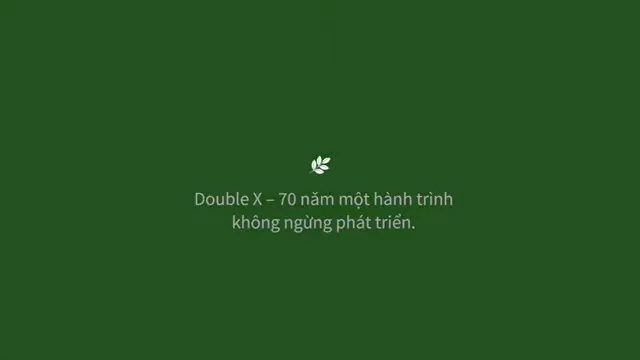 Double X – 70 năm một hành trình
không ngừng phát triển.